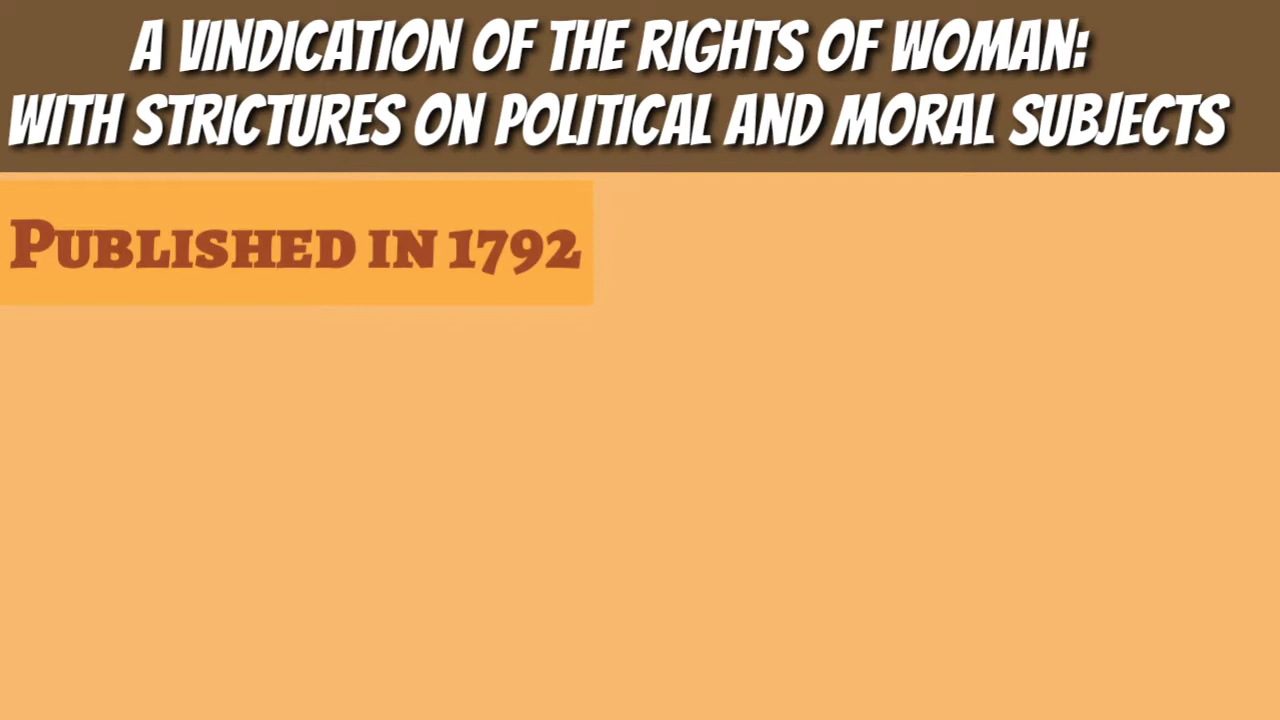 A VINDICATION OF THE RIGHTS OF WOMAN:
WITH STRICTURES ON POLITICAL AND MORAL SUBJECTS
PUBLISHED IN 1792